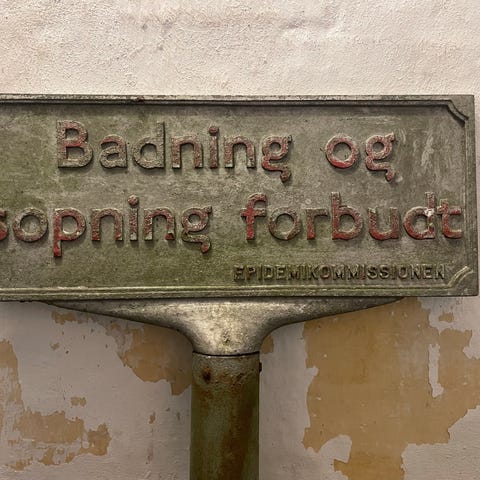 Badning og
sopning forbudt
EPIDEMIKOMMISSIONEN